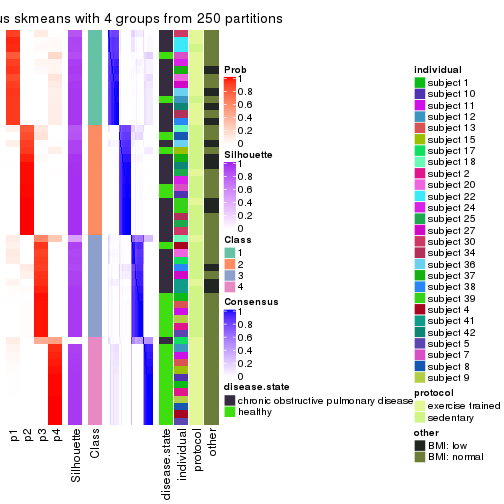 us skmeans with 4 groups from 250 partitions
p1
p2
p3
p4
Silhouette
Class
disease.state
individual
protocol
other
Prob
1
0.8
0.6
0.4
0.2
0
Silhouette
1
0.8
0.6
0.4
0.2
0
Class
1
2
3
4
Consensus
1
0.8
0.6
0.4
0.2
0
disease.state
chronic obstructive pulmonary disease
healthy
individual
subject 1
subject 10
subject 11
subject 12
subject 13
subject 15
subject 17
subject 18
subject 2
subject 20
subject 22
subject 24
subject 25
subject 27
subject 30
subject 34
subject 36
subject 37
subject 38
subject 39
subject 4
subject 41
subject 42
subject 5
subject 7
subject 8
subject 9
protocol
exercise trained
sedentary
other
BMI: low
BMI: normal